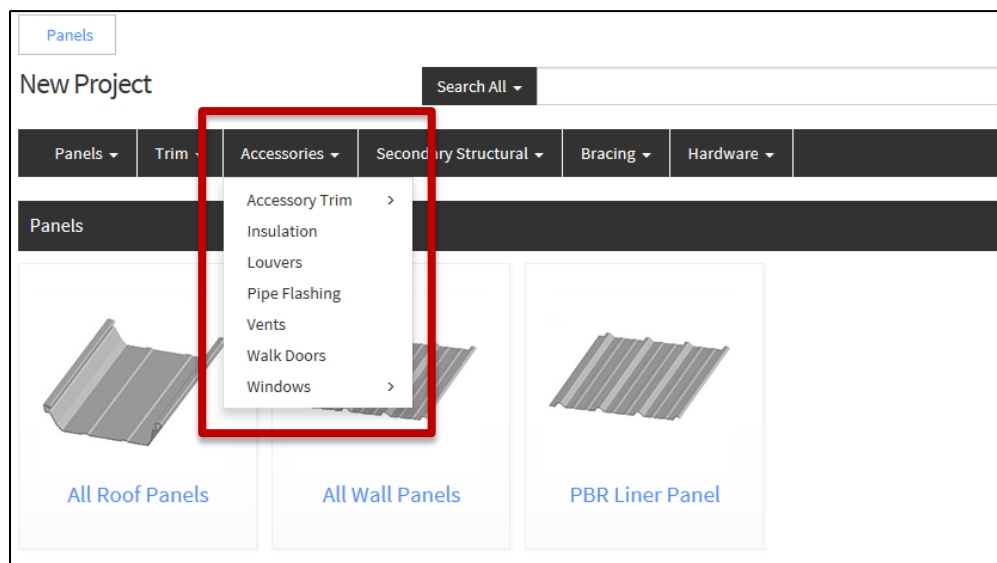 Panels
New Project
Search All
Panels Trim Accessories Secondary Structural Bracing Hardware
Accessory Trim >
Insulation
Louvers
Pipe Flashing
Vents
Walk Doors
Windows >
Panels
All Roof Panels
All Wall Panels
PBR Liner Panel